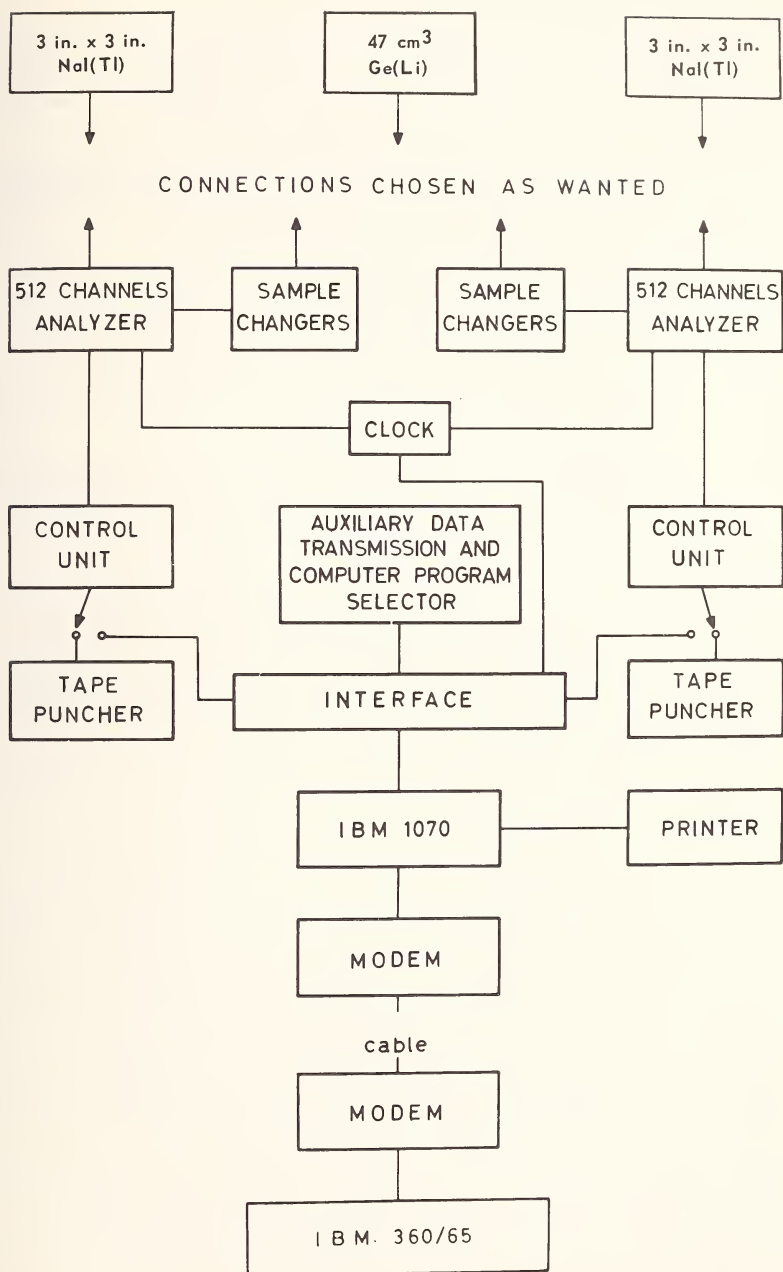 3 in. x 3 in.
NaI(Tl)
47 cm3
Ge(Li)
3 in. x 3 in.
NaI(Tl)
CONNECTIONS CHOSEN AS WANTED
512 CHANNELS
ANALYZER
SAMPLE
CHANGERS
SAMPLE
CHANGERS
512 CHANNELS
ANALYZER
CLOCK
CONTROL
UNIT
AUXILIARY DATA
TRANSMISSION AND
COMPUTER PROGRAM
SELECTOR
CONTROL
UNIT
TAPE
PUNCHER
INTERFACE
TAPE
PUNCHER
IBM 1070
PRINTER
MODEM
cable
MODEM
IBM. 360/65